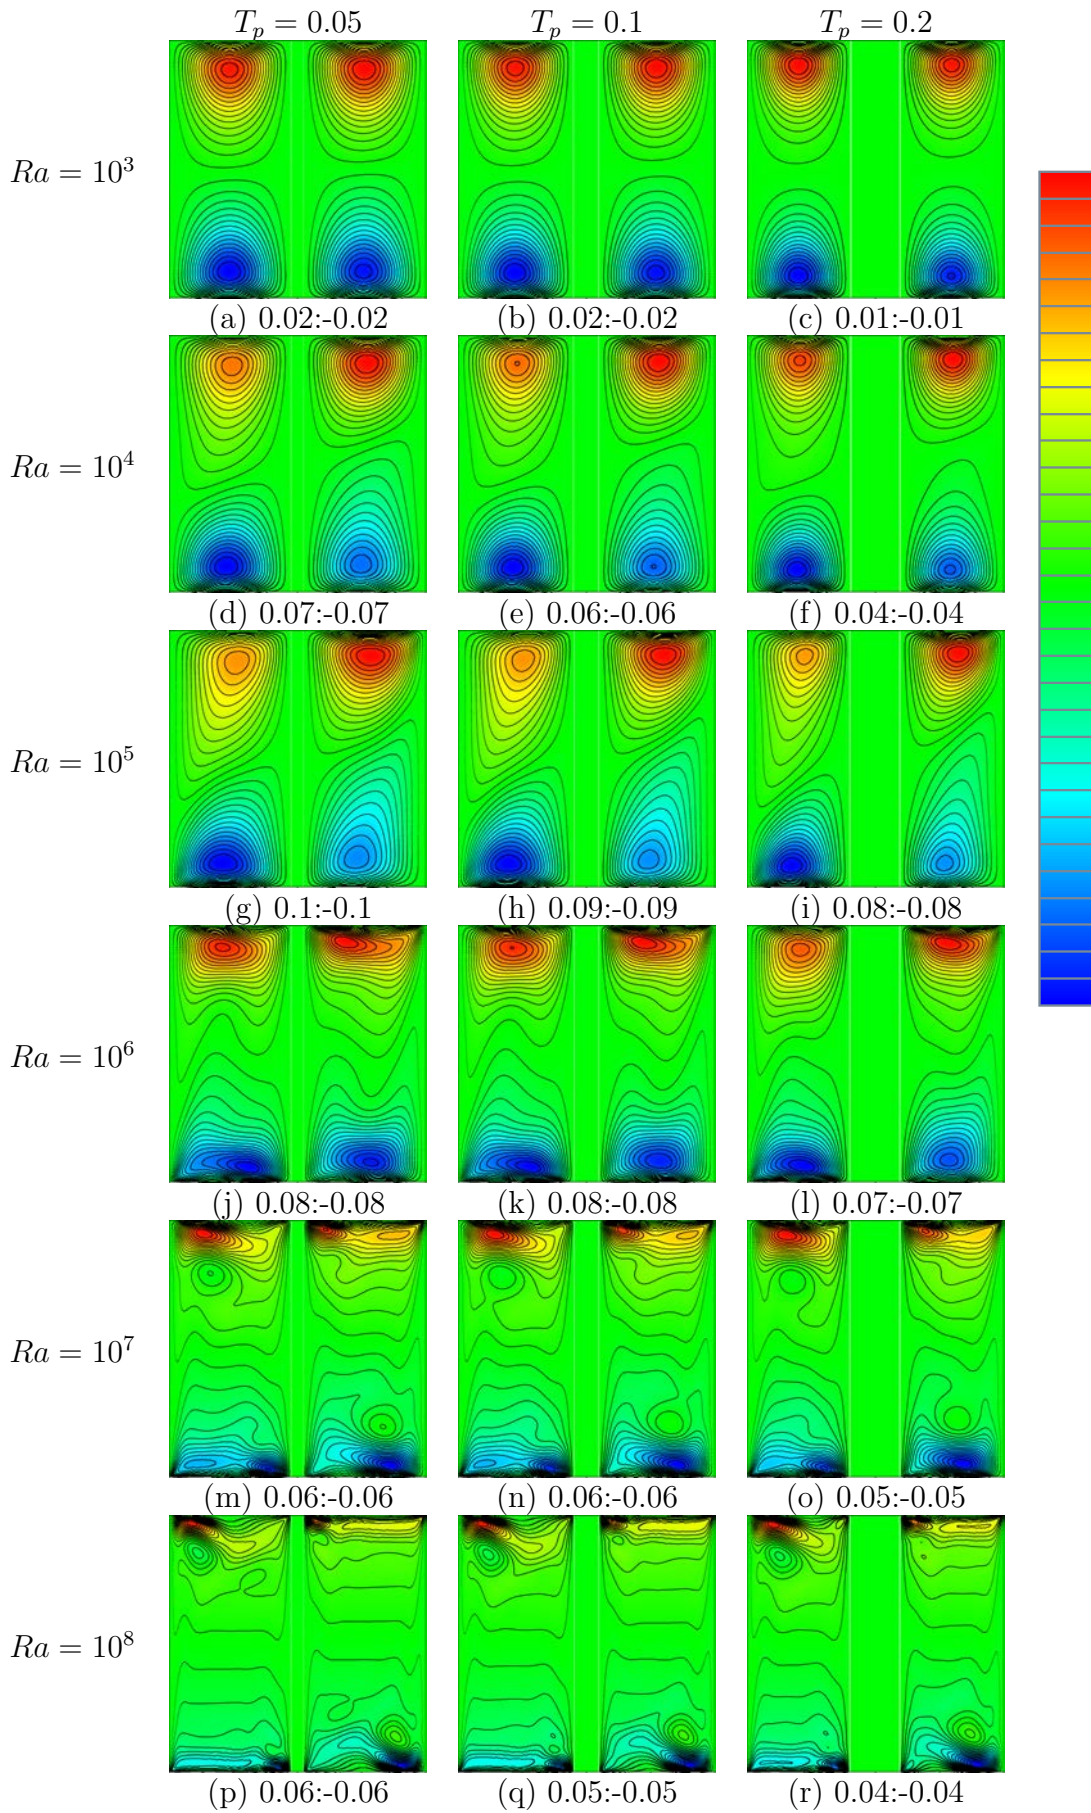 T_p = 0.05 T_p = 0.1 T_p = 0.2
Ra = 10^3
(a) 0.02:-0.02 (b) 0.02:-0.02 (c) 0.01:-0.01
Ra = 10^4
(d) 0.07:-0.07 (e) 0.06:-0.06 (f) 0.04:-0.04
Ra = 10^5
(g) 0.1:-0.1 (h) 0.09:-0.09 (i) 0.08:-0.08
Ra = 10^6
(j) 0.08:-0.08 (k) 0.08:-0.08 (l) 0.07:-0.07
Ra = 10^7
(m) 0.06:-0.06 (n) 0.06:-0.06 (o) 0.05:-0.05
Ra = 10^8
(p) 0.06:-0.06 (q) 0.05:-0.05 (r) 0.04:-0.04